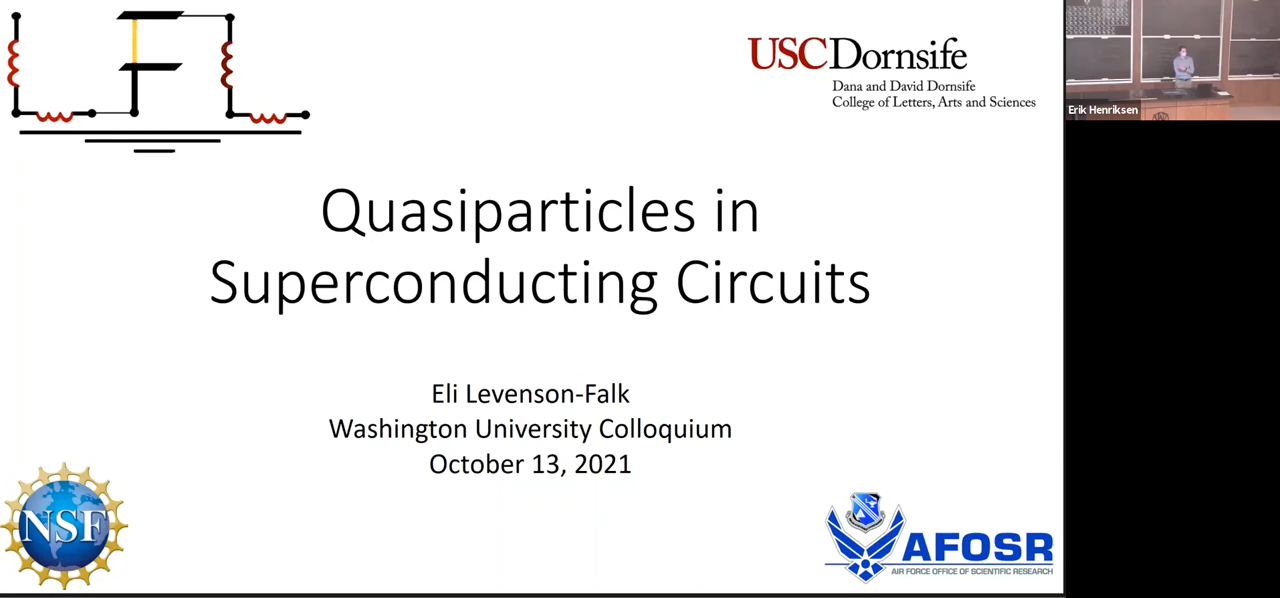 USCDornsife
Dana and David Dornsife
College of Letters, Arts and Sciences
Erik Henriksen
Quasiparticles in
Superconducting Circuits
Eli Levenson-Falk
Washington University Colloquium
October 13, 2021
NSF
AFOSR
AIR FORCE OFFICE OF SCIENTIFIC RESEARCH